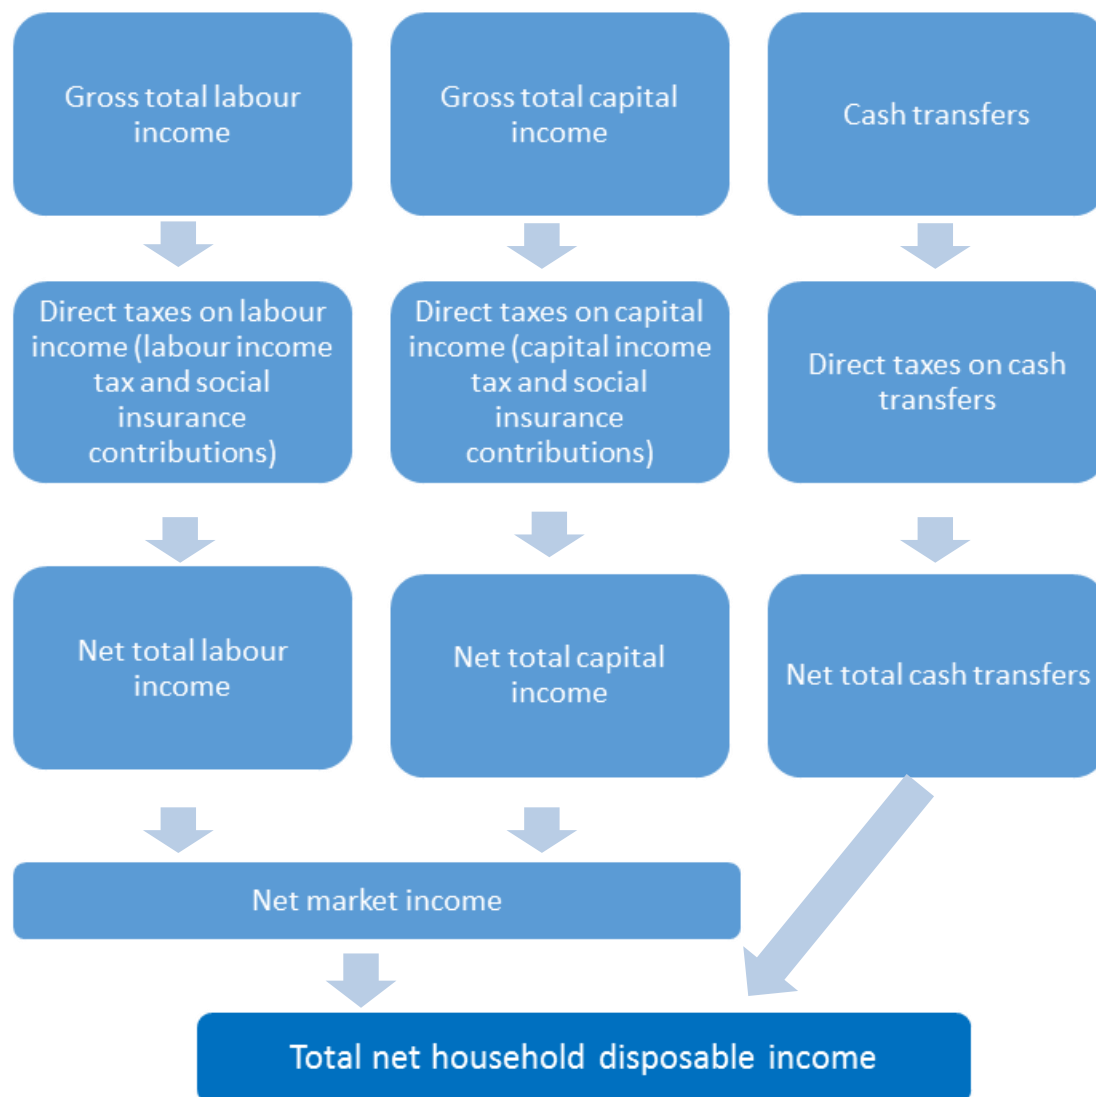 Gross total labour
income
Gross total capital
income
Cash transfers
Direct taxes on labour
income (labour income
tax and social
insurance
contributions)
Direct taxes on capital
income (capital income
tax and social
insurance
contributions)
Direct taxes on cash
transfers
Net total labour
income
Net total capital
income
Net total cash transfers
Net market income
Total net household disposable income